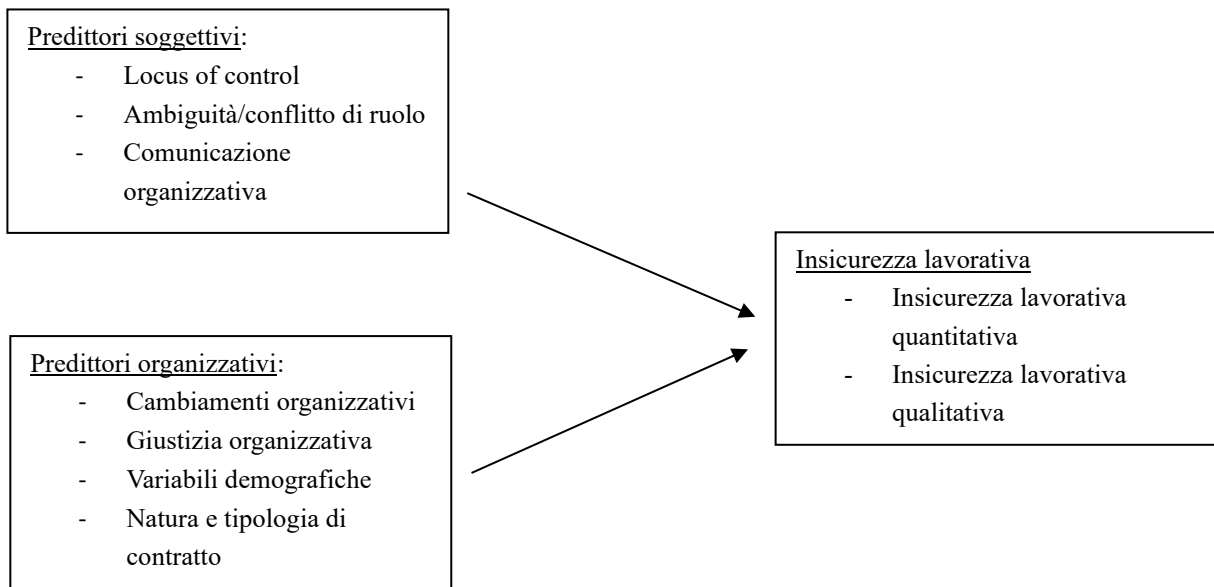 Predittori soggettivi:
- Locus of control
- Ambiguità/conflitto di ruolo
- Comunicazione
organizzativa
Predittori organizzativi:
- Cambiamenti organizzativi
- Giustizia organizzativa
- Variabili demografiche
- Natura e tipologia di
contratto
Insicurezza lavorativa
- Insicurezza lavorativa
quantitativa
- Insicurezza lavorativa
qualitativa